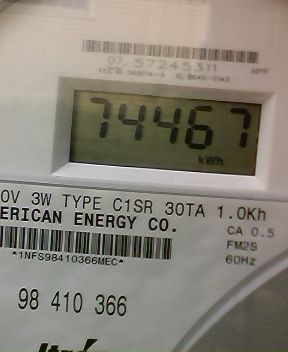 07. 57245311
74467
kWh
0V 3W TYPE C1SR 30TA 1.0Kh
ERICAN ENERGY CO.
CA 0.5
FM2S
*1NFS98410366MEC*
60Hz
98 410 366